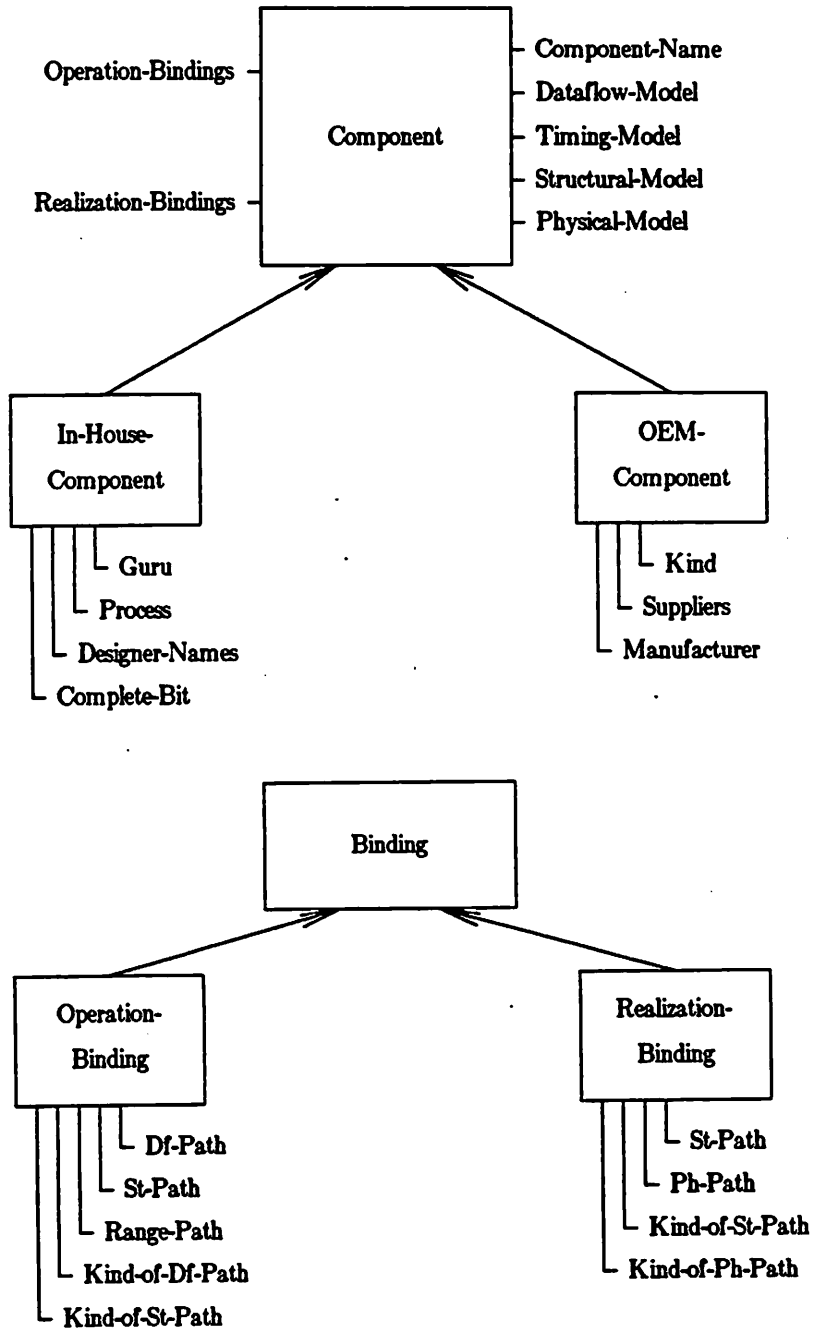 Operation-Bindings
Realization-Bindings
Component
Component-Name
Dataflow-Model
Timing-Model
Structural-Model
Physical-Model
In-House-
Component
Guru
Process
Designer-Names
Complete-Bit
OEM-
Component
Kind
Suppliers
Manufacturer
Binding
Operation-
Binding
Df-Path
St-Path
Range-Path
Kind-of-Df-Path
Kind-of-St-Path
Realization-
Binding
St-Path
Ph-Path
Kind-of-St-Path
Kind-of-Ph-Path